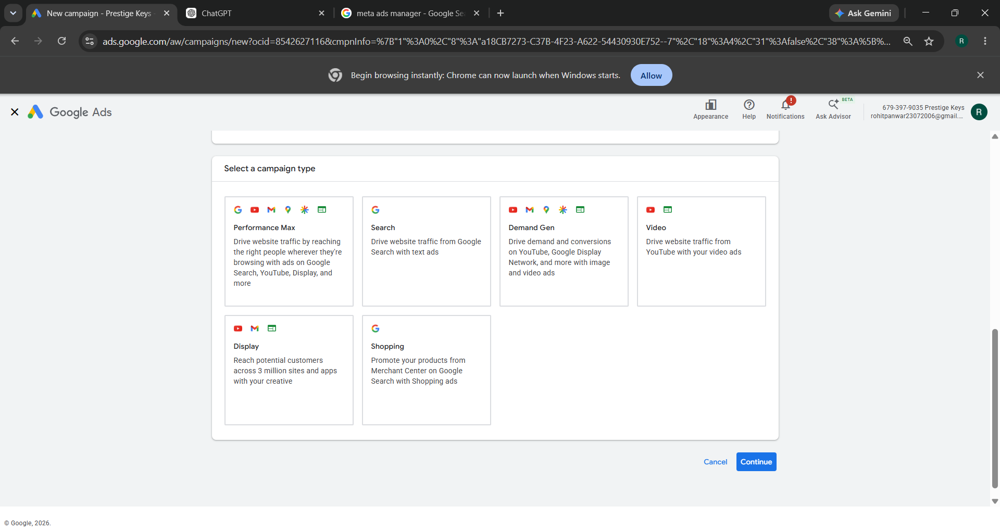 New campaign - Prestige Keys -
ChatGPT
meta ads manager - Google Se
Ask Gemini
ads.google.com/aw/campaigns/new?ocid=8542627116&cmpnInfo=%7B"1"%3A0%2C"8"%3A"a18CB7273-C37B-4F23-A622-54430930E752--7"%2C"18"%3A4%2C"31"%3Afalse%2C"38"%3A%5B%...
R
Begin browsing instantly: Chrome can now launch when Windows starts.
Allow
Google Ads
Appearance
Help
Notifications
Ask Advisor
BETA
679-397-9035 Prestige Keys
rohitpanwar23072006@gmail....
R
Select a campaign type
Performance Max
Drive website traffic by reaching
the right people wherever they're
browsing with ads on Google
Search, YouTube, Display, and
more
Search
Drive website traffic from Google
Search with text ads
Demand Gen
Drive demand and conversions
on YouTube, Google Display
Network, and more with image
and video ads
Video
Drive website traffic from
YouTube with your video ads
Display
Reach potential customers
across 3 million sites and apps
with your creative
Shopping
Promote your products from
Merchant Center on Google
Search with Shopping ads
Cancel
Continue
© Google, 2026.